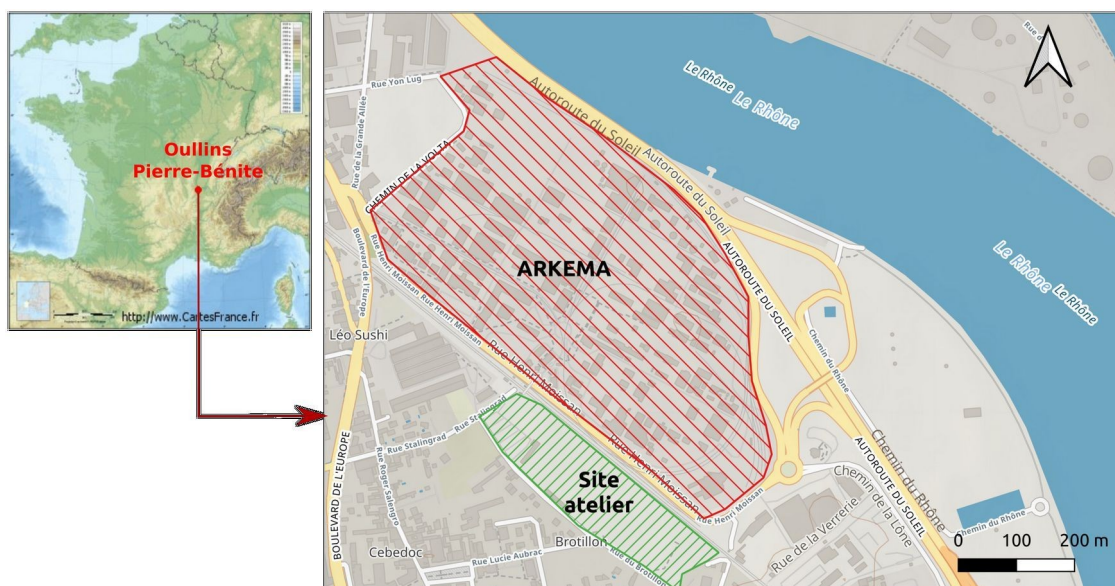 Oullins
Pierre-Bénite
http://www.CartesFrance.fr
Rue Yon Lug
Rue de la Grande Allée
CHEMIN DE LA VOLTA
Autoroute du Soleil
Autoroute du Soleil
Le Rhône
Le Rhône
Le Rhône
Le Rhône
Rue d
Boulevard de l'Europe
Rue Henri Moissan
Rue Henri Moissan
ARKEMA
AUTOROUTE DU SOLEIL
Léo Sushi
Rue Henri Moissan
Chemin du Rhône
Rue Stalingrad
Rue Stalingrad
BOULEVARD DE L'EUROPE
Rue Roger Salengro
Site
atelier
Rue Henri Moissan
Rue Henri Moissan
AUTOROUTE DU SOLEIL
Chemin du Rhône
Chemin de la Lône
Rue de la Verrerie
Chemin du Rhône
Cebedoc
Brotillon
Rue Lucie Aubrac
Rue du Brotillon
0 100 200 m